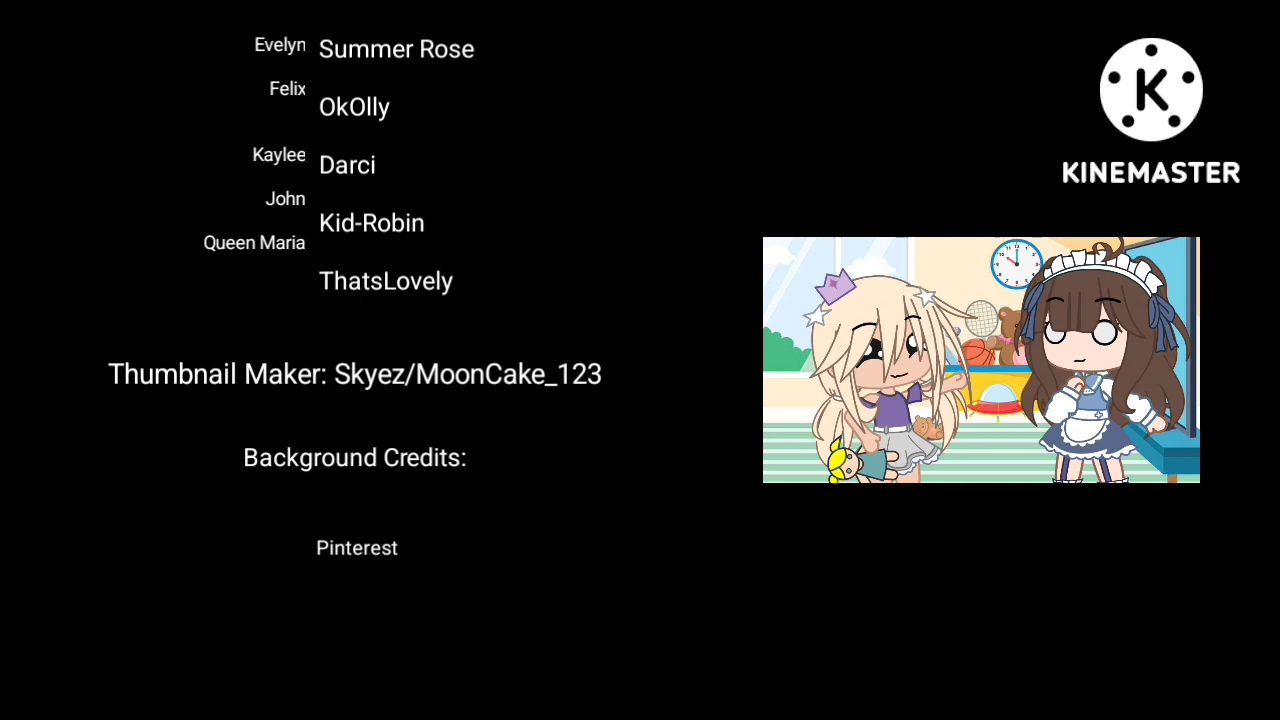 Evelyn Summer Rose
Felix OkOlly
Kaylee Darci
John Kid-Robin
Queen Maria ThatsLovely
Thumbnail Maker: Skyez/MoonCake_123
Background Credits:
Pinterest
K
KINEMASTER